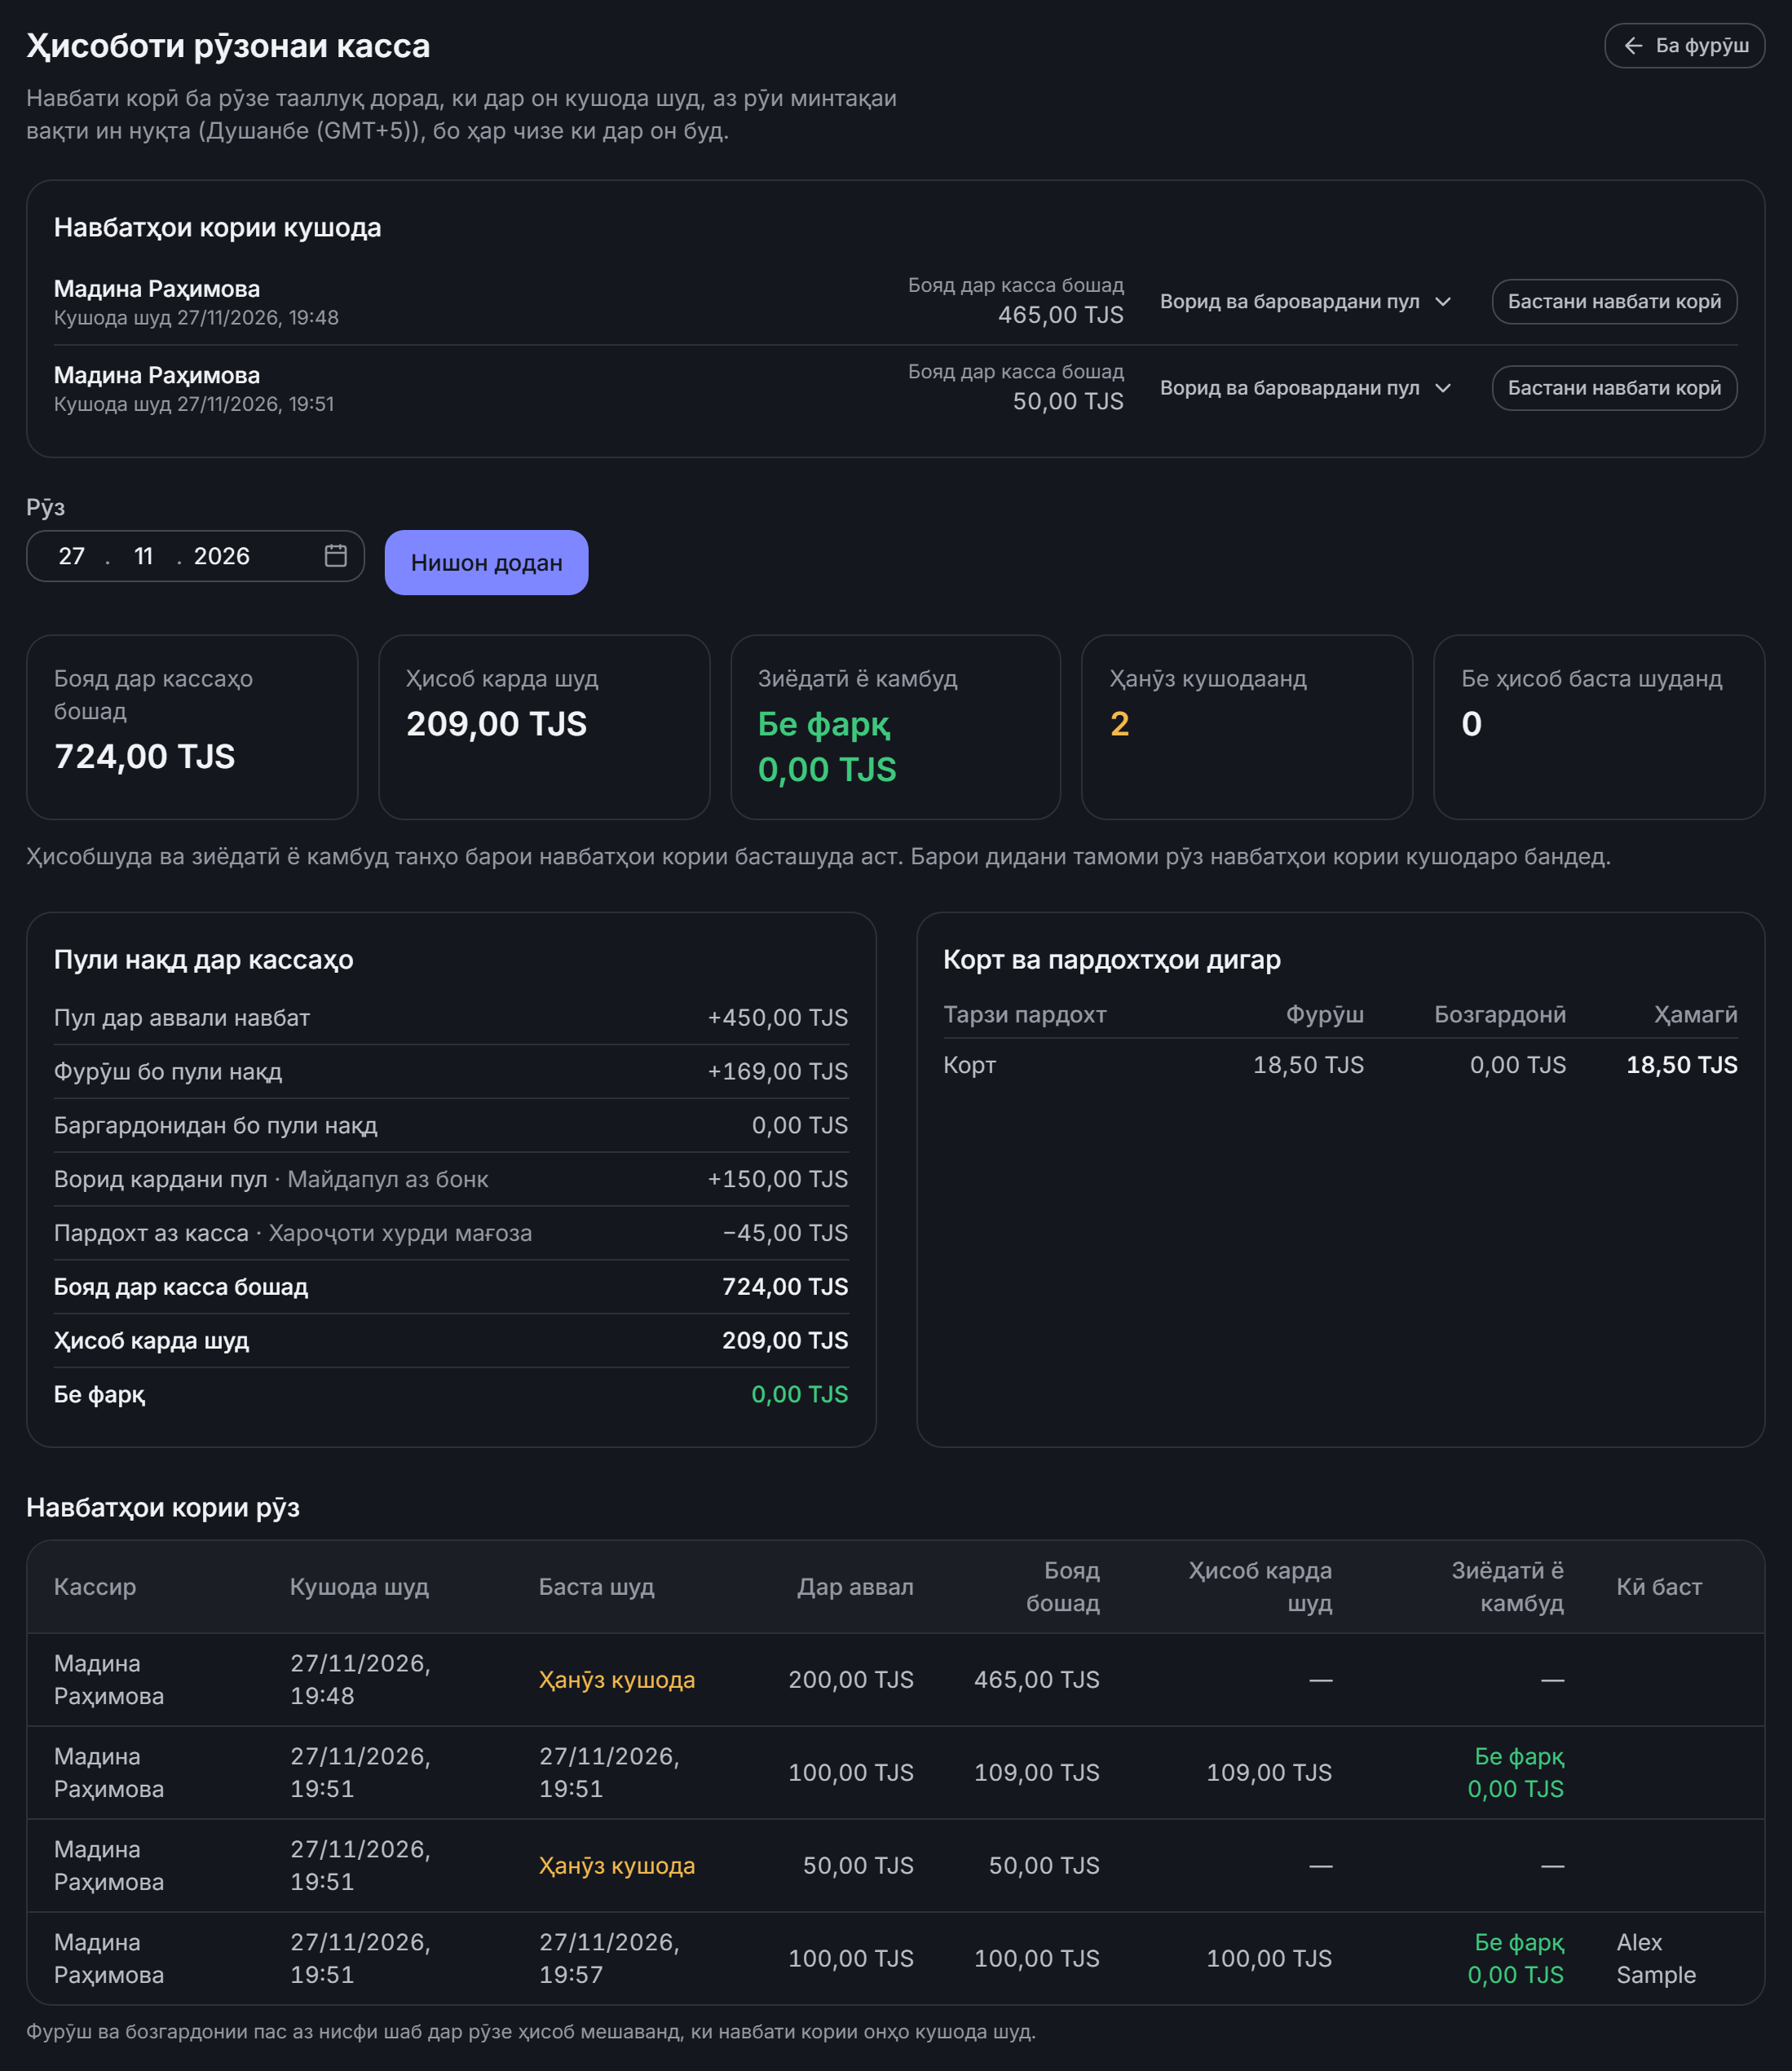 Ҳисоботи рӯзонаи касса
Ба фурӯш
Навбати корӣ ба рӯзе тааллуқ дорад, ки дар он кушода шуд, аз рӯи минтақаи
вақти ин нуқта (Душанбе (GMT+5)), бо ҳар чизе ки дар он буд.
Навбатҳои кории кушода
Мадина Раҳимова
Кушода шуд 27/11/2026, 19:48
Бояд дар касса бошад
465,00 TJS
Ворид ва баровардани пул
Бастани навбати корӣ
Мадина Раҳимова
Кушода шуд 27/11/2026, 19:51
Бояд дар касса бошад
50,00 TJS
Ворид ва баровардани пул
Бастани навбати корӣ
Рӯз
27 . 11 . 2026
Нишон додан
Бояд дар кассаҳо
бошад
724,00 TJS
Ҳисоб карда шуд
209,00 TJS
Зиёдатӣ ё камбуд
Бе фарқ
0,00 TJS
Ҳанӯз кушодаанд
2
Бе ҳисоб баста шуданд
0
Ҳисобшуда ва зиёдатӣ ё камбуд танҳо барои навбатҳои кории басташуда аст. Барои дидани тамоми рӯз навбатҳои кории кушодаро бандед.
Пули нақд дар кассаҳо
Пул дар аввали навбат +450,00 TJS
Фурӯш бо пули нақд +169,00 TJS
Баргардонидан бо пули нақд 0,00 TJS
Ворид кардани пул · Майдапул аз бонк +150,00 TJS
Пардохт аз касса · Хароҷоти хурди мағоза −45,00 TJS
Бояд дар касса бошад 724,00 TJS
Ҳисоб карда шуд 209,00 TJS
Бе фарқ 0,00 TJS
Корт ва пардохтҳои дигар
Тарзи пардохт Фурӯш Бозгардонӣ Ҳамагӣ
Корт 18,50 TJS 0,00 TJS 18,50 TJS
Навбатҳои кории рӯз
Кассир Кушода шуд Баста шуд Дар аввал Бояд бошад Ҳисоб карда шуд Зиёдатӣ ё камбуд Кӣ баст
Мадина Раҳимова 27/11/2026, 19:48 Ҳанӯз кушода 200,00 TJS 465,00 TJS — —
Мадина Раҳимова 27/11/2026, 19:51 27/11/2026, 19:51 100,00 TJS 109,00 TJS 109,00 TJS Бе фарқ 0,00 TJS
Мадина Раҳимова 27/11/2026, 19:51 Ҳанӯз кушода 50,00 TJS 50,00 TJS — —
Мадина Раҳимова 27/11/2026, 19:51 27/11/2026, 19:57 100,00 TJS 100,00 TJS 100,00 TJS Бе фарқ 0,00 TJS Alex Sample
Фурӯш ва бозгардонии пас аз нисфи шаб дар рӯзе ҳисоб мешаванд, ки навбати кории онҳо кушода шуд.